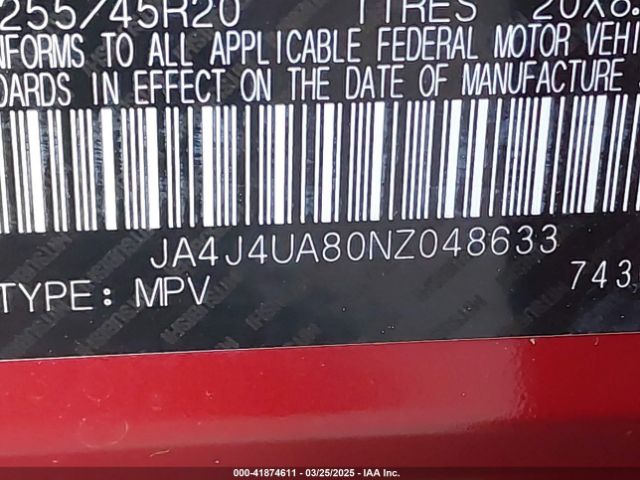 255/45R20 TIRES 20X8.
NFORMS TO ALL APPLICABLE FEDERAL MOTOR VEHI
DARDS IN EFFECT ON THE DATE OF MANUFACTURE
JA4J4UA80NZ048633
TYPE: MPV 743
000-41874611 — 03/25/2025 — IAA Inc.